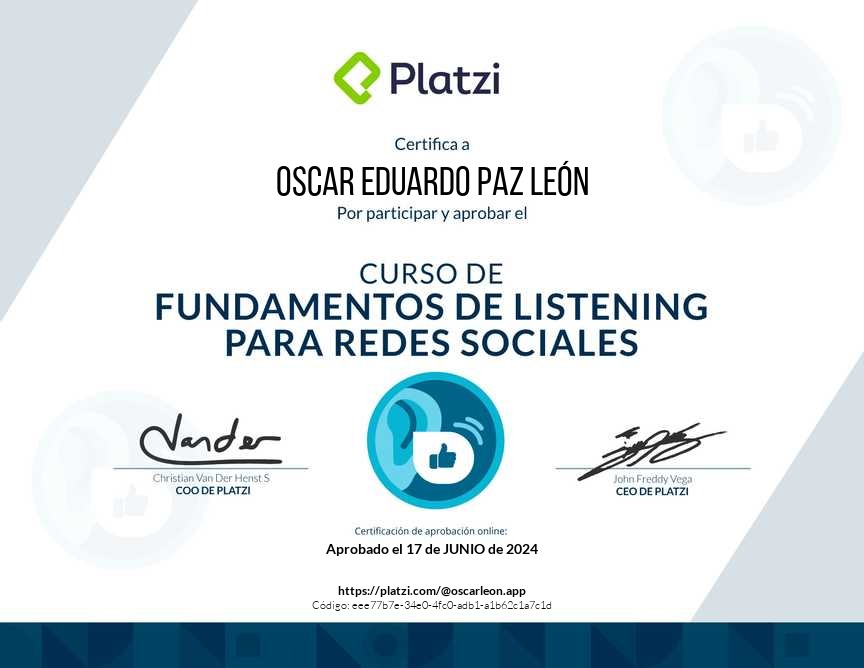 Platzi
Certifica a
OSCAR EDUARDO PAZ LEÓN
Por participar y aprobar el
CURSO DE
FUNDAMENTOS DE LISTENING
PARA REDES SOCIALES
Vander
Christian Van Der Henst S
COO DE PLATZI
John Freddy Vega
CEO DE PLATZI
Certificación de aprobación online:
Aprobado el 17 de JUNIO de 2024
https://platzi.com/@oscarleon.app
Código: eee77b7e-34e0-4fc0-adb1-a1b62c1a7c1d